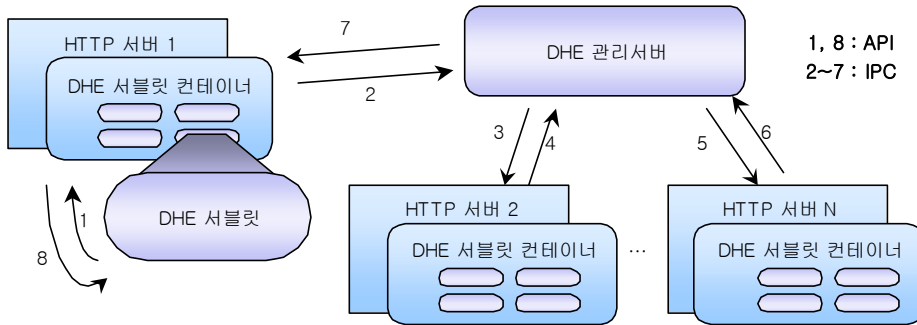 HTTP 서버 1
DHE 서블릿 컨테이너
7
2
DHE 관리서버
1, 8 : API
2~7 : IPC
3
4
5
6
DHE 서블릿
1
8
HTTP 서버 2
DHE 서블릿 컨테이너
...
HTTP 서버 N
DHE 서블릿 컨테이너